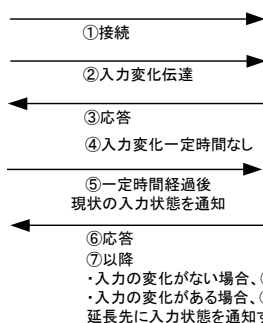 ①接続
②入力変化伝達
③応答
④入力変化一定時間なし
⑤一定時間経過後
現状の入力状態を通知
⑥応答
⑦以降
・入力の変化がない場合、
・入力の変化がある場合、
延長先に入力状態を通知す